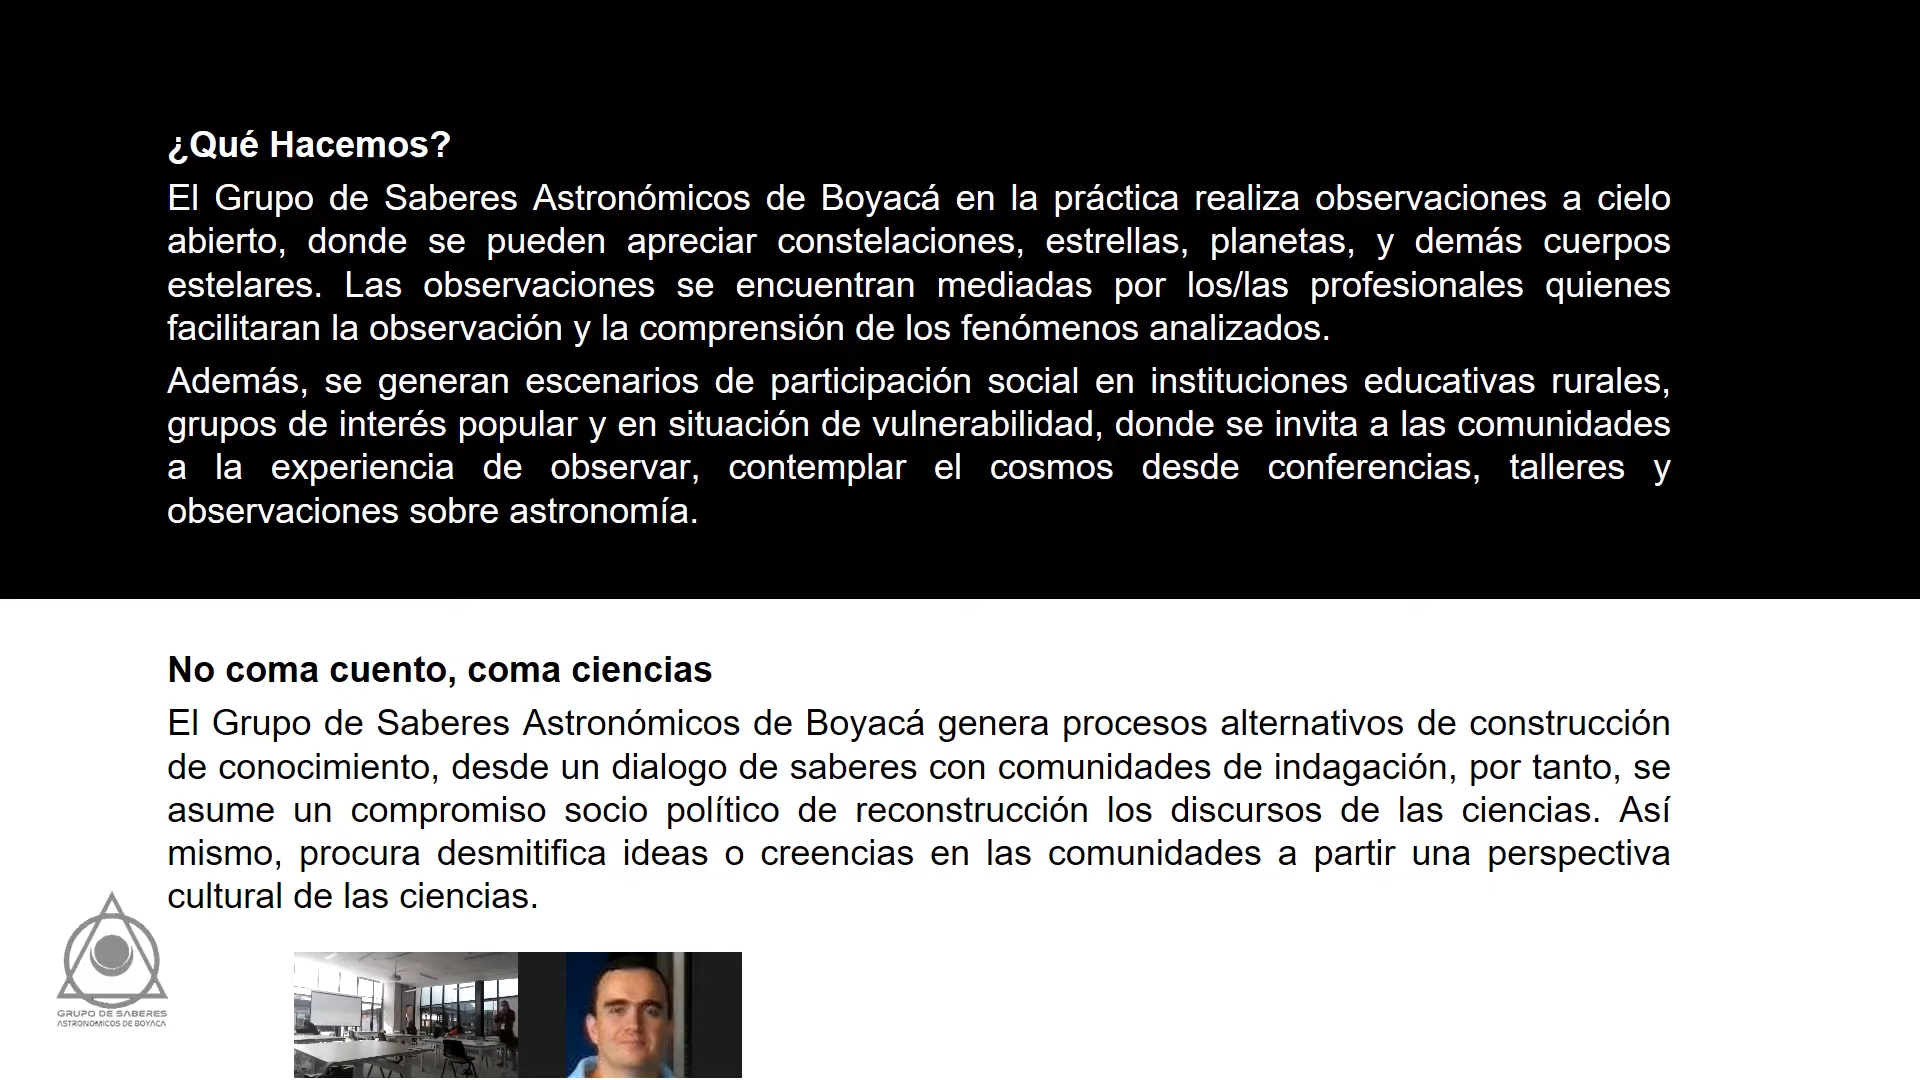 ¿Qué Hacemos?
El Grupo de Saberes Astronómicos de Boyacá en la práctica realiza observaciones a cielo
abierto, donde se pueden apreciar constelaciones, estrellas, planetas, y demás cuerpos
estelares. Las observaciones se encuentran mediadas por los/las profesionales quienes
facilitaran la observación y la comprensión de los fenómenos analizados.
Además, se generan escenarios de participación social en instituciones educativas rurales,
grupos de interés popular y en situación de vulnerabilidad, donde se invita a las comunidades
a la experiencia de observar, contemplar el cosmos desde conferencias, talleres y
observaciones sobre astronomía.
No coma cuento, coma ciencias
El Grupo de Saberes Astronómicos de Boyacá genera procesos alternativos de construcción
de conocimiento, desde un dialogo de saberes con comunidades de indagación, por tanto, se
asume un compromiso socio político de reconstrucción los discursos de las ciencias. Así
mismo, procura desmitifica ideas o creencias en las comunidades a partir una perspectiva
cultural de las ciencias.
GRUPO DE SABERES
ASTRONOMICOS DE BOYACA